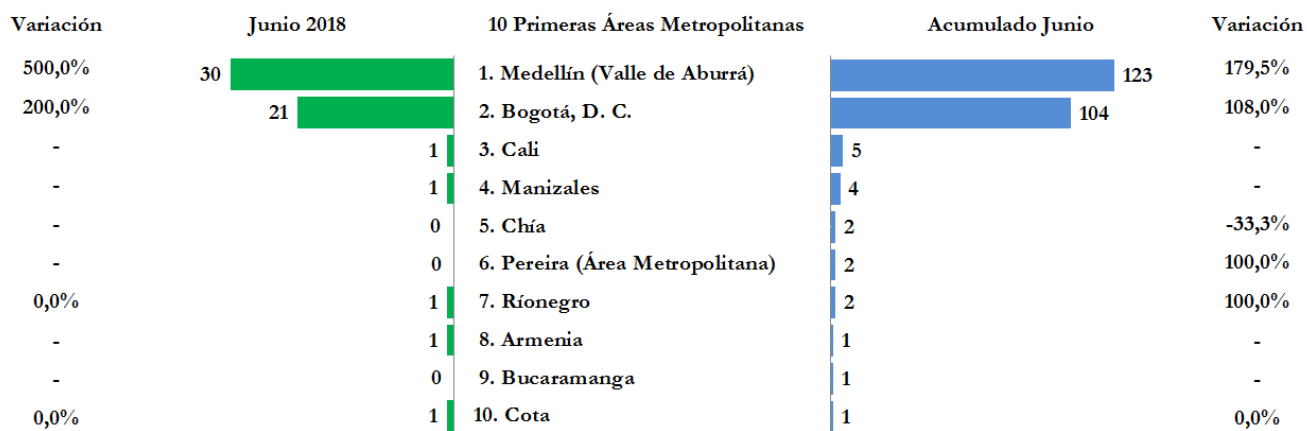 Variación Junio 2018 10 Primeras Áreas Metropolitanas Acumulado Junio Variación
500,0% 30 1. Medellín (Valle de Aburrá) 123 179,5%
200,0% 21 2. Bogotá, D. C. 104 108,0%
- 1 3. Cali 5 -
- 1 4. Manizales 4 -
- 0 5. Chía 2 -33,3%
- 0 6. Pereira (Área Metropolitana) 2 100,0%
0,0% 1 7. Ríonegro 2 100,0%
- 1 8. Armenia 1 -
- 0 9. Bucaramanga 1 -
0,0% 1 10. Cota 1 0,0%